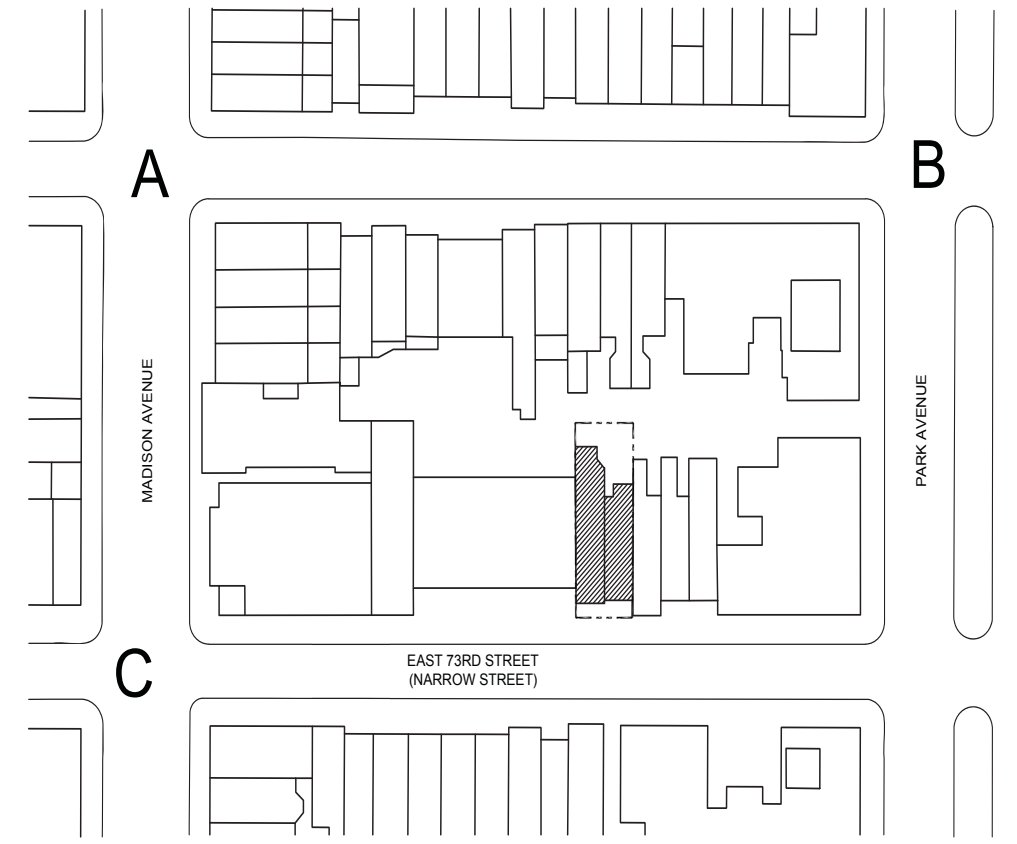 A
B
MADISON AVENUE
PARK AVENUE
C
EAST 73RD STREET
(NARROW STREET)